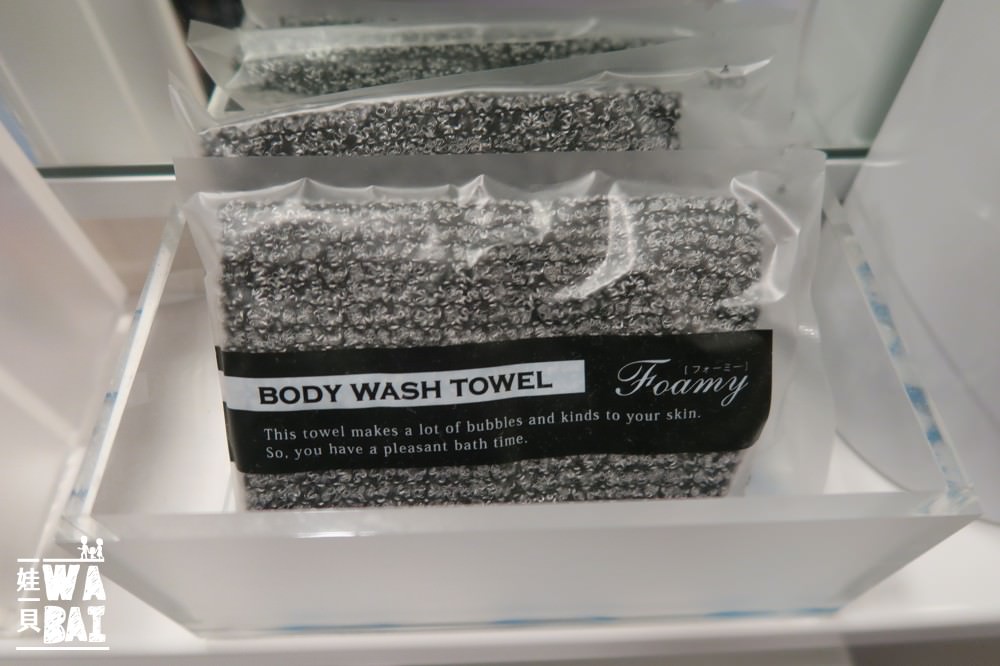 BODY WASH TOWEL
[フォーミー]
Foamy
This towel makes a lot of bubbles and kinds to your skin.
So, you have a pleasant bath time.
娃貝
WA
BAI